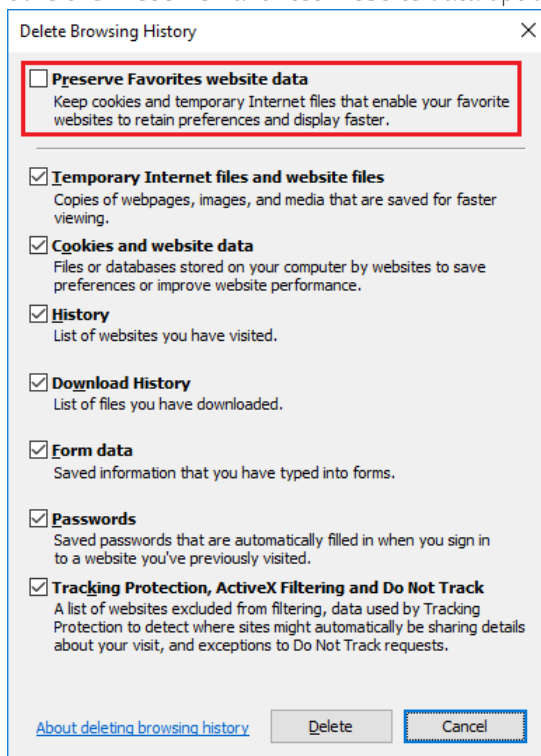 Delete Browsing History
Preserve Favorites website data
Keep cookies and temporary Internet files that enable your favorite
websites to retain preferences and display faster.
Temporary Internet files and website files
Copies of webpages, images, and media that are saved for faster
viewing.
Cookies and website data
Files or databases stored on your computer by websites to save
preferences or improve website performance.
History
List of websites you have visited.
Download History
List of files you have downloaded.
Form data
Saved information that you have typed into forms.
Passwords
Saved passwords that are automatically filled in when you sign in
to a website you've previously visited.
Tracking Protection, ActiveX Filtering and Do Not Track
A list of websites excluded from filtering, data used by Tracking
Protection to detect where sites might automatically be sharing details
about your visit, and exceptions to Do Not Track requests.
About deleting browsing history
Delete
Cancel